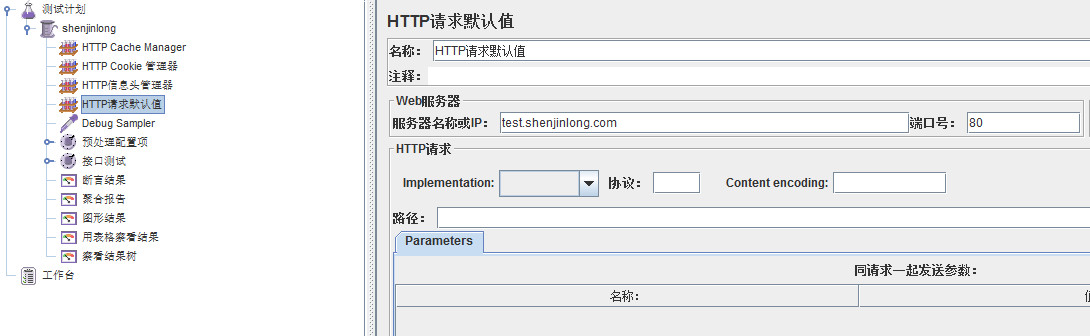 测试计划
shenjinlong
HTTP Cache Manager
HTTP Cookie 管理器
HTTP信息头管理器
HTTP请求默认值
Debug Sampler
预处理配置项
接口测试
断言结果
聚合报告
图形结果
用表格察看结果
察看结果树
工作台
HTTP请求默认值
名称： HTTP请求默认值
注释：
Web服务器
服务器名称或IP： test.shenjinlong.com 端口号： 80
HTTP请求
Implementation: 协议： Content encoding:
路径：
Parameters
同请求一起发送参数：
名称：